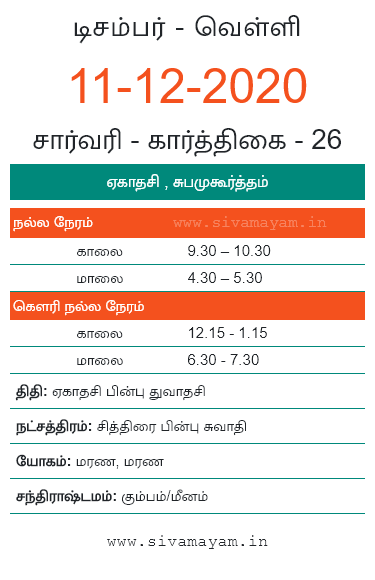 டிசம்பர் - வெள்ளி
11-12-2020
சார்வரி - கார்த்திகை - 26
ஏகாதசி , சுபமுகூர்த்தம்
நல்ல நேரம் www.sivamayam.in
காலை 9.30 – 10.30
மாலை 4.30 – 5.30
கௌரி நல்ல நேரம்
காலை 12.15 - 1.15
மாலை 6.30 - 7.30
திதி: ஏகாதசி பின்பு துவாதசி
நட்சத்திரம்: சித்திரை பின்பு சுவாதி
யோகம்: மரண, மரண
சந்திராஷ்டமம்: கும்பம்/மீனம்
www.sivamayam.in